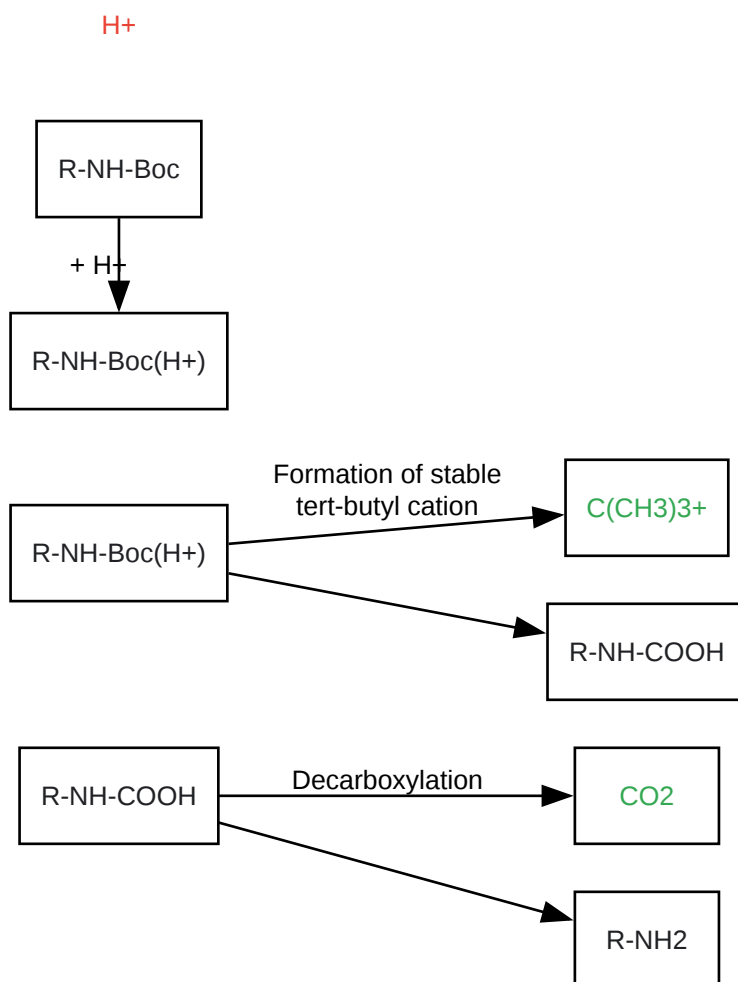 H+
R-NH-Boc
+ H+
R-NH-Boc(H+)
Formation of stable
tert-butyl cation
C(CH3)3+
R-NH-Boc(H+)
R-NH-COOH
R-NH-COOH
Decarboxylation
CO2
R-NH2